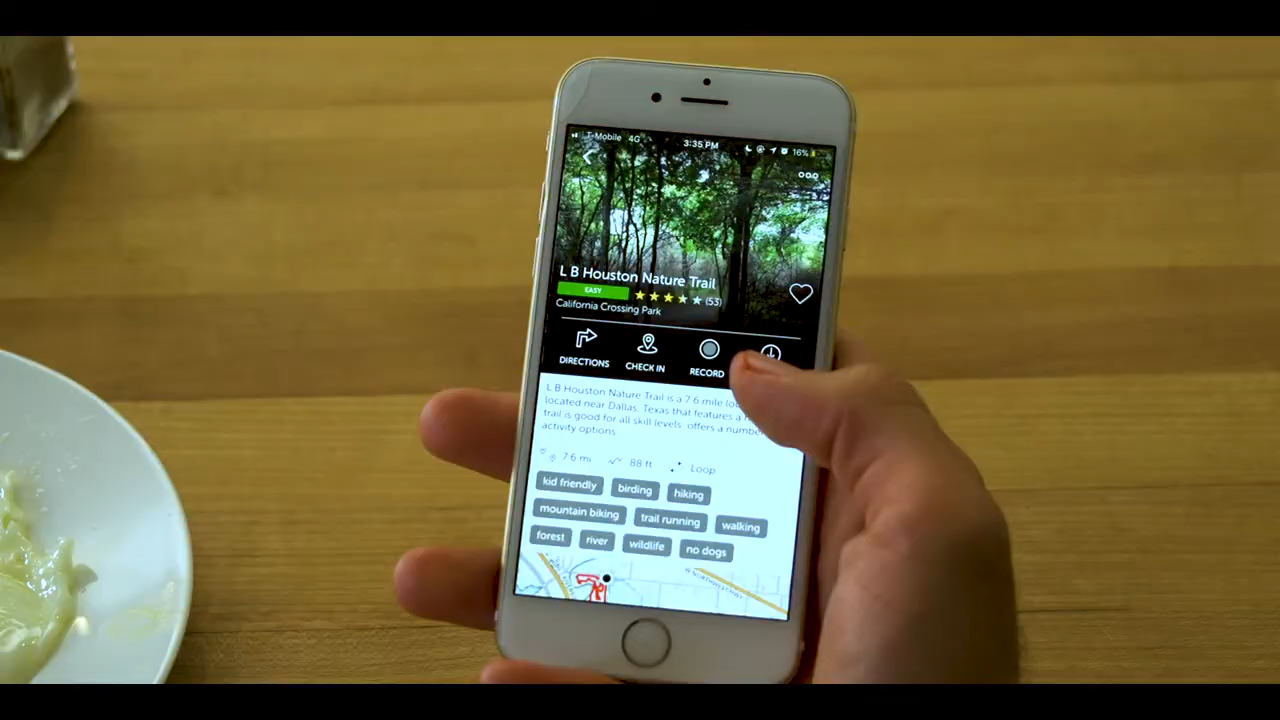 T-Mobile 4G 3:35 PM 16%
L B Houston Nature Trail
EASY (53)
California Crossing Park
DIRECTIONS CHECK IN RECORD
L B Houston Nature Trail is a 7.6 mile
located near Dallas, Texas that features a
trail is good for all skill levels offers a number
activity options.
7.6 mi 88 ft Loop
kid friendly birding hiking
mountain biking trail running walking
forest river wildlife no dogs